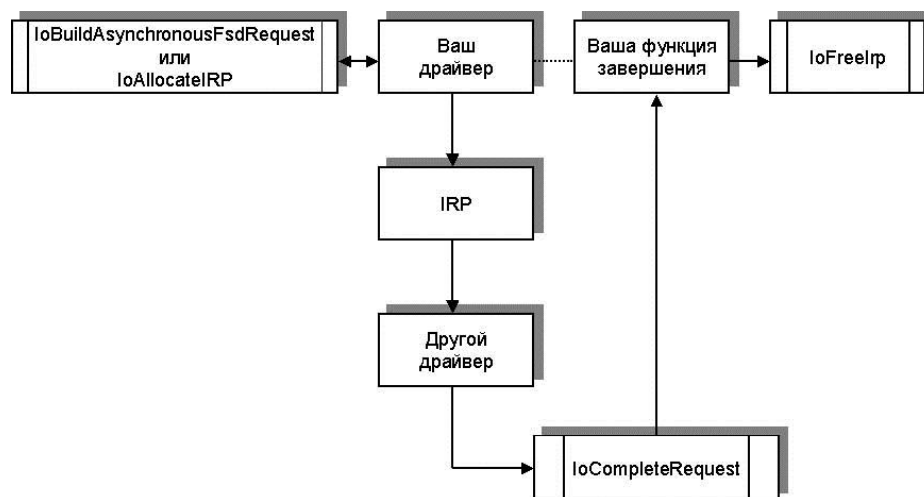 IoBuildAsynchronousFsdRequest
или
IoAllocateIRP
Ваш
драйвер
Ваша функция
завершения
IoFreeIrp
IRP
Другой
драйвер
IoCompleteRequest